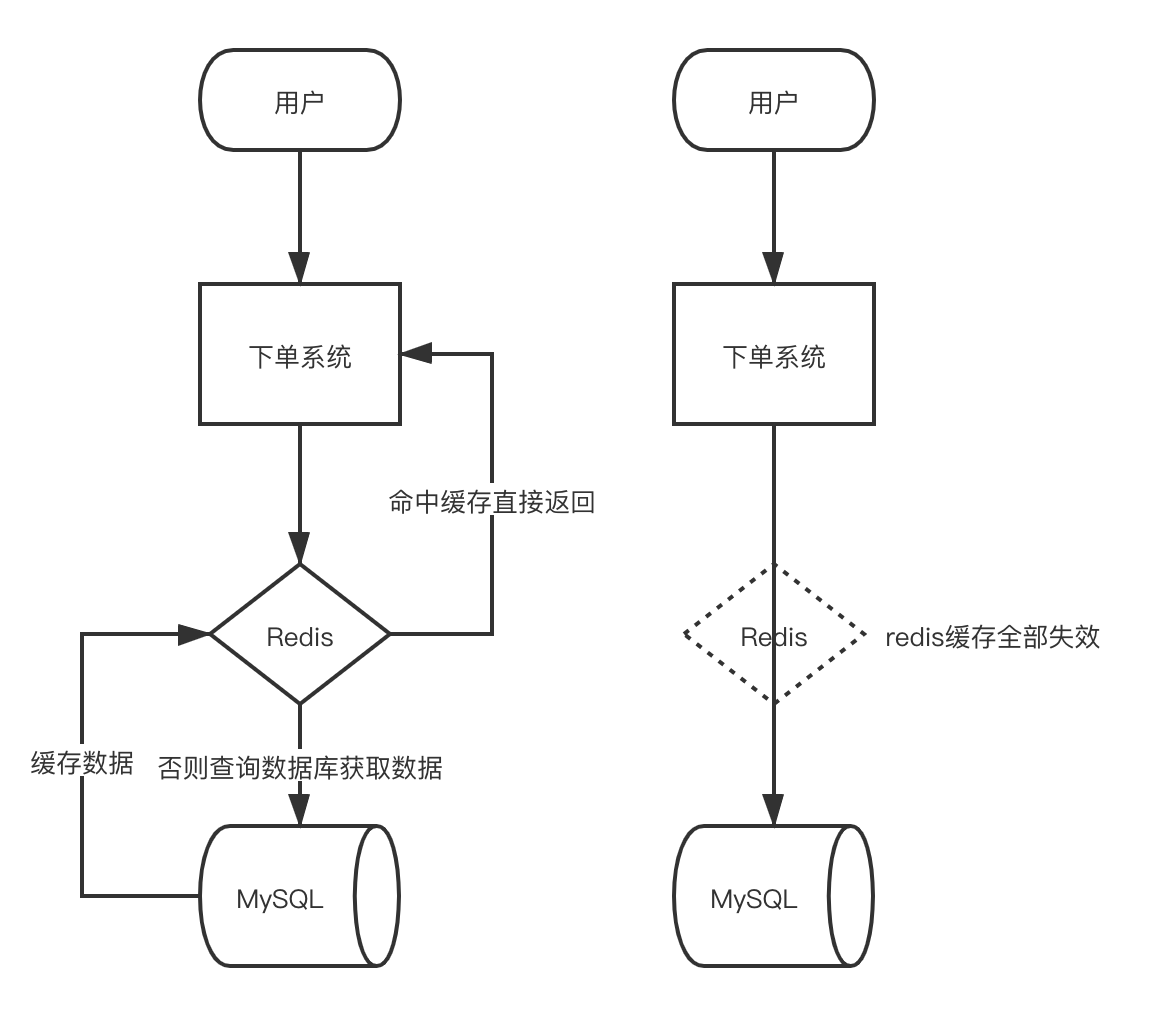 用户
下单系统
命中缓存直接返回
Redis
缓存数据
否则查询数据库获取数据
MySQL
用户
下单系统
Redis
redis缓存全部失效
MySQL